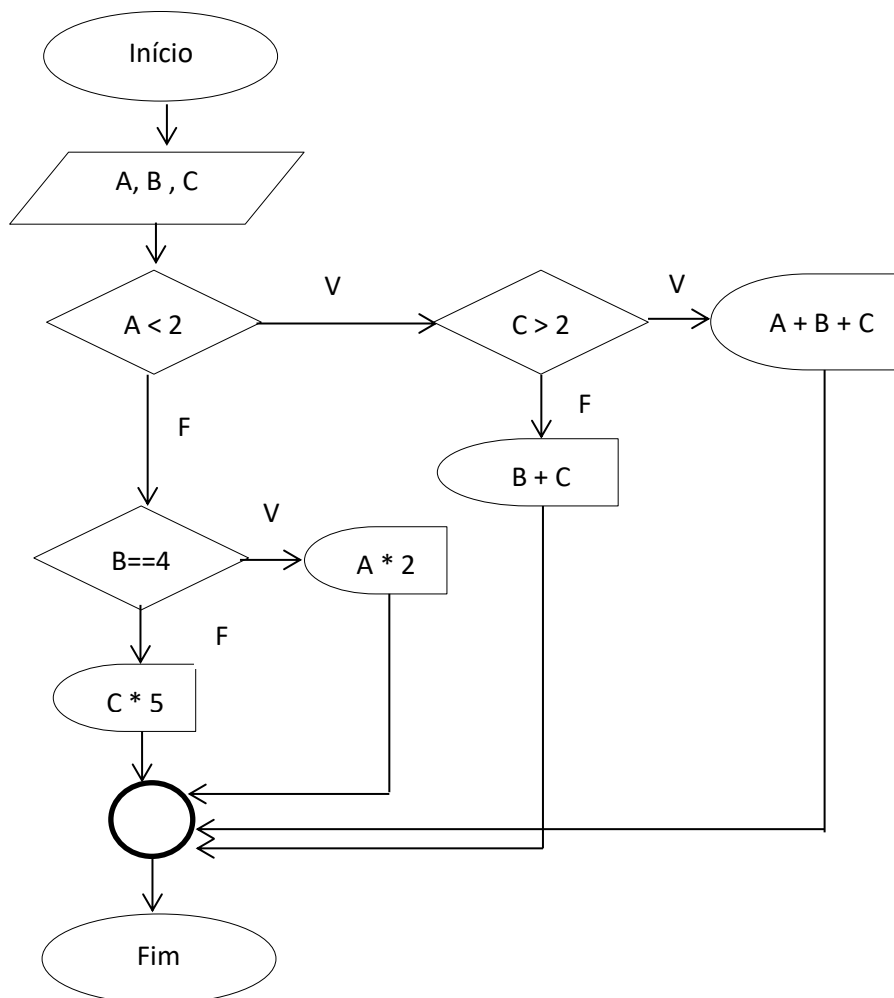 Início
A, B , C
V
V
A < 2
C > 2
A + B + C
F
F
B + C
V
B==4
A * 2
F
C * 5
Fim